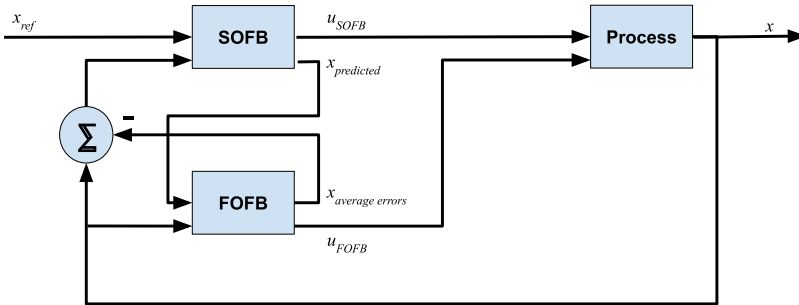 x_ref
SOFB
u_SOFB
x_predicted
Process
x
Σ
-
FOFB
x_average errors
u_FOFB